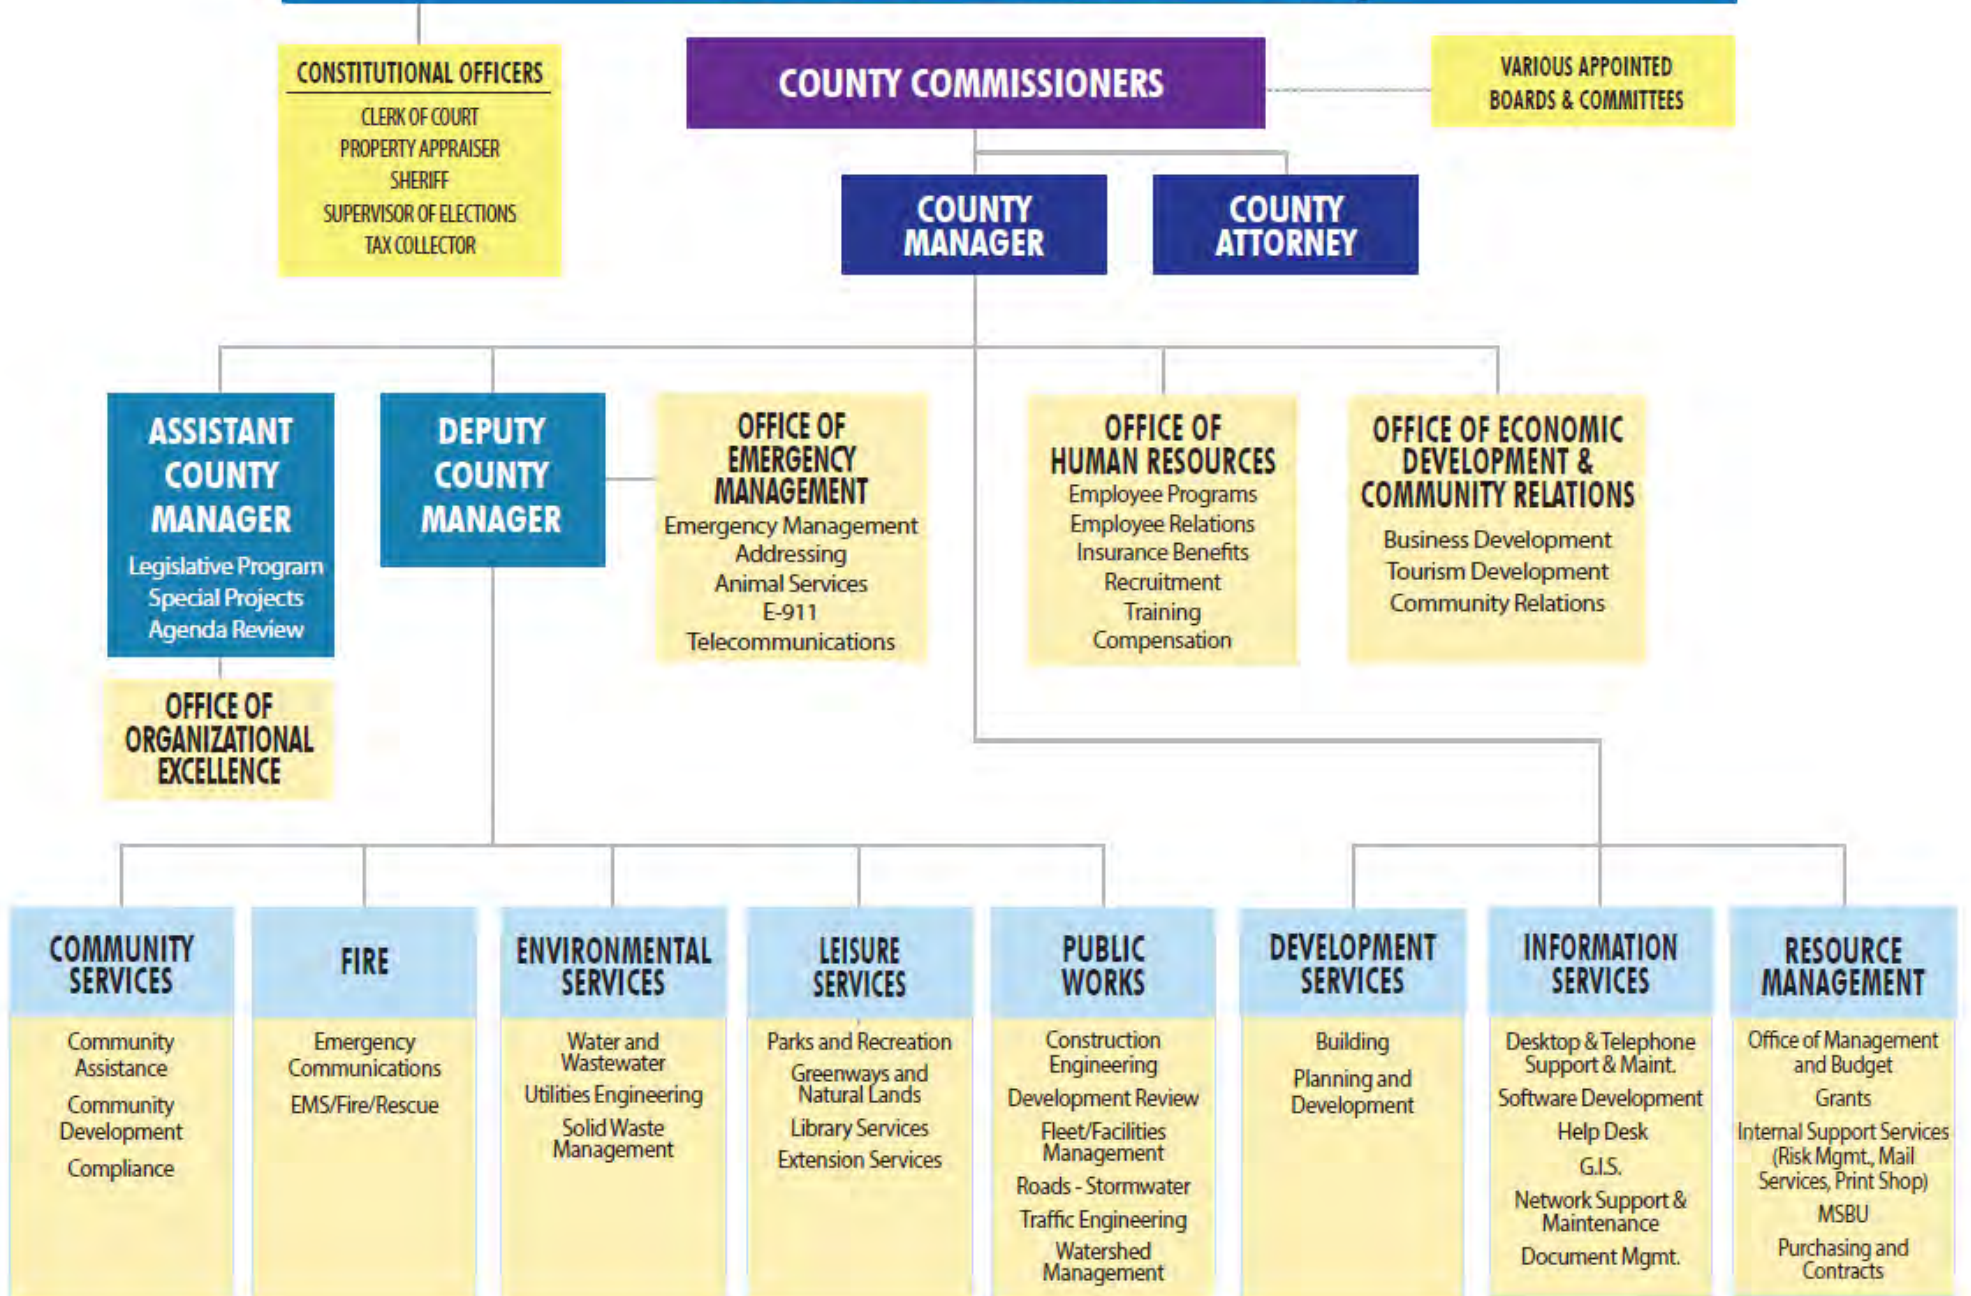 CONSTITUTIONAL OFFICERS
CLERK OF COURT
PROPERTY APPRAISER
SHERIFF
SUPERVISOR OF ELECTIONS
TAX COLLECTOR
COUNTY COMMISSIONERS
VARIOUS APPOINTED
BOARDS & COMMITTEES
COUNTY
MANAGER
COUNTY
ATTORNEY
ASSISTANT
COUNTY
MANAGER
Legislative Program
Special Projects
Agenda Review
OFFICE OF
ORGANIZATIONAL
EXCELLENCE
DEPUTY
COUNTY
MANAGER
OFFICE OF
EMERGENCY
MANAGEMENT
Emergency Management
Addressing
Animal Services
E-911
Telecommunications
OFFICE OF
HUMAN RESOURCES
Employee Programs
Employee Relations
Insurance Benefits
Recruitment
Training
Compensation
OFFICE OF ECONOMIC
DEVELOPMENT &
COMMUNITY RELATIONS
Business Development
Tourism Development
Community Relations
COMMUNITY
SERVICES
Community
Assistance
Community
Development
Compliance
FIRE
Emergency
Communications
EMS/Fire/Rescue
ENVIRONMENTAL
SERVICES
Water and
Wastewater
Utilities Engineering
Solid Waste
Management
LEISURE
SERVICES
Parks and Recreation
Greenways and
Natural Lands
Library Services
Extension Services
PUBLIC
WORKS
Construction
Engineering
Development Review
Fleet/Facilities
Management
Roads - Stormwater
Traffic Engineering
Watershed
Management
DEVELOPMENT
SERVICES
Building
Planning and
Development
INFORMATION
SERVICES
Desktop & Telephone
Support & Maint.
Software Development
Help Desk
G.I.S.
Network Support &
Maintenance
Document Mgmt.
RESOURCE
MANAGEMENT
Office of Management
and Budget
Grants
Internal Support Services
(Risk Mgmt., Mail
Services, Print Shop)
MSBU
Purchasing and
Contracts